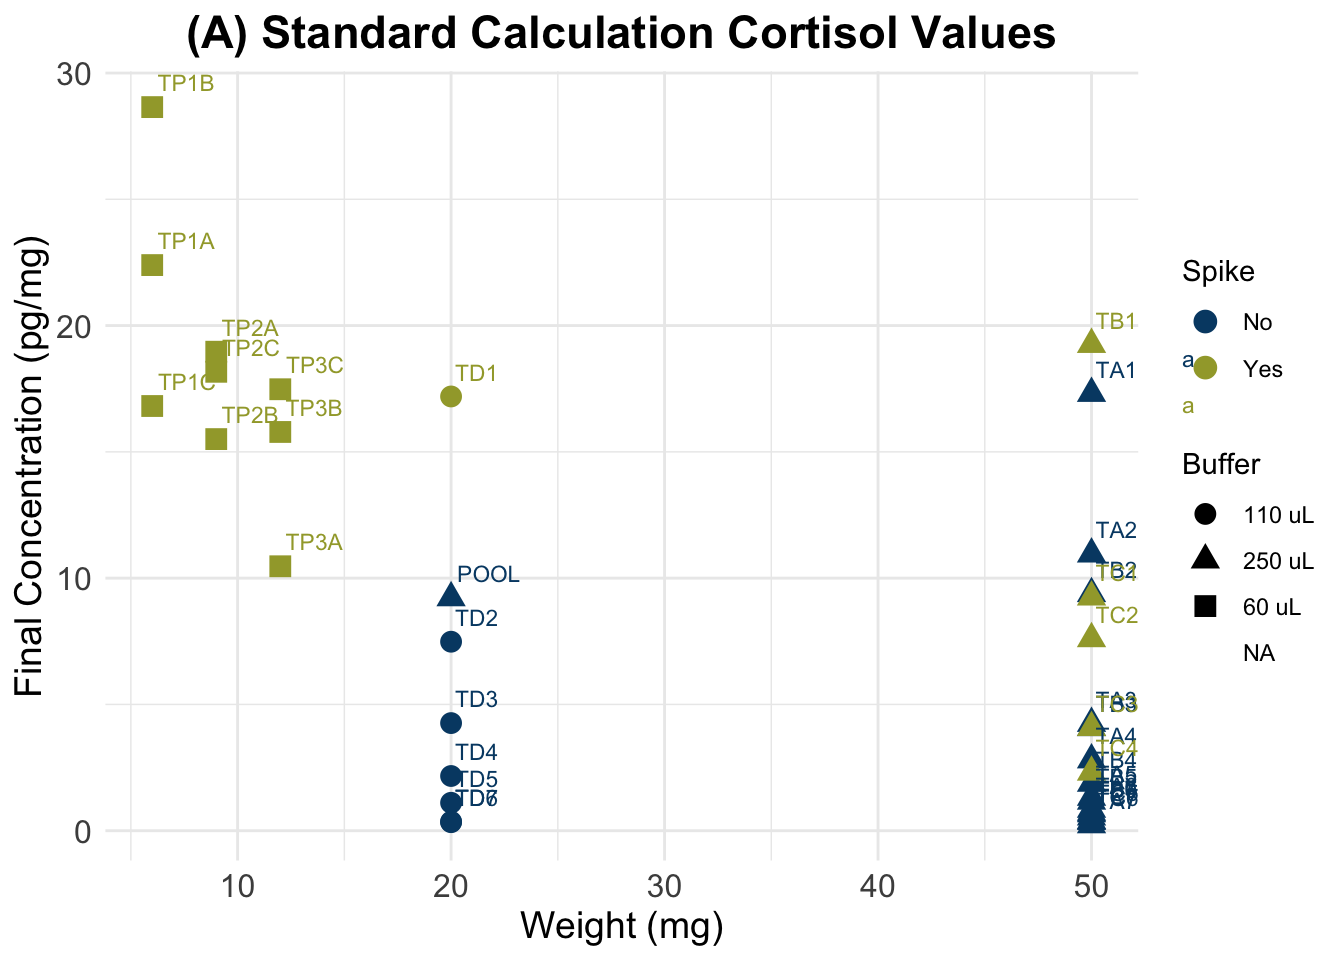 (A) Standard Calculation Cortisol Values
Final Concentration (pg/mg)
30
20
10
0
10
20
30
40
50
Weight (mg)
TP1B
TP1A
TP2A
TP2C
TP1C
TP2B
TP3C
TP3B
TP3A
TD1
POOL
TD2
TD3
TD4
TD5
TB1
TA1
TA2
TC1
TC2
TA4
TC4
TB4
Spike
No
a
Yes
a
Buffer
110 uL
250 uL
60 uL
NA